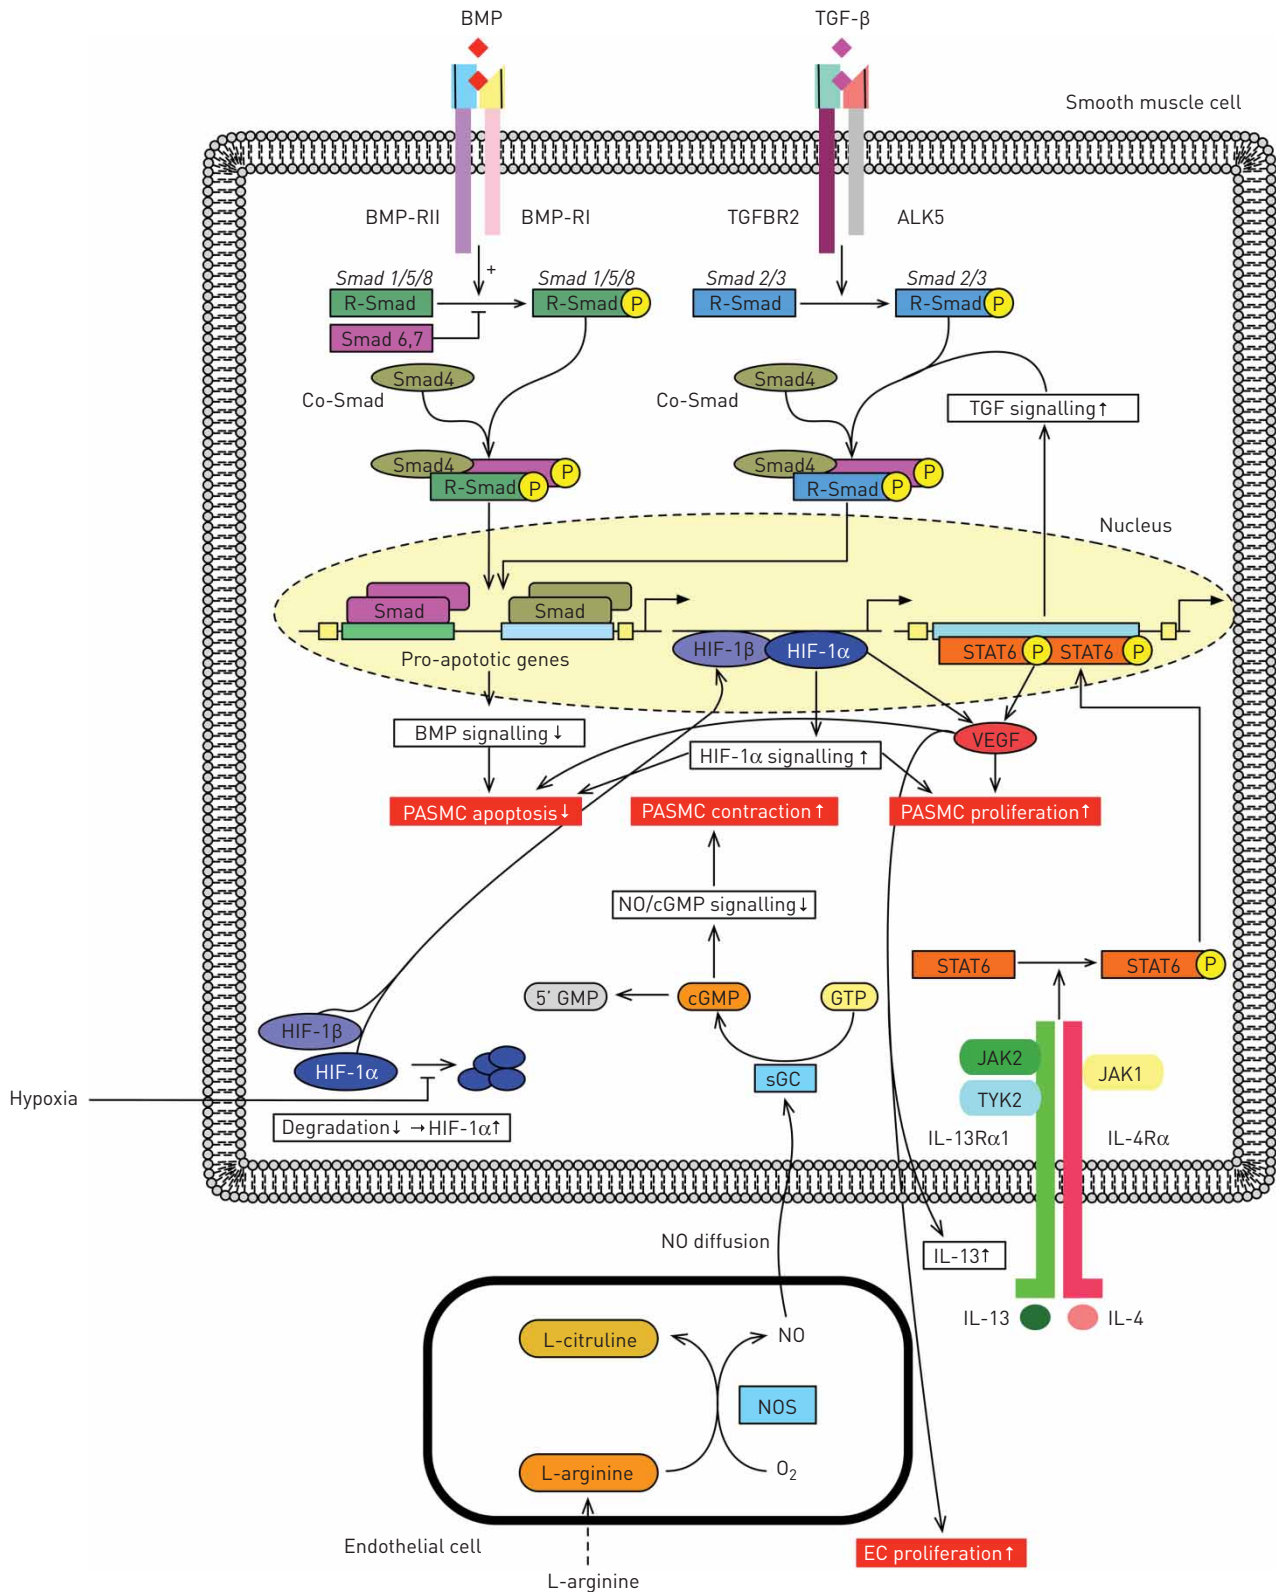 BMP
TGF-β
Smooth muscle cell
BMP-RII
BMP-RI
TGFBR2
ALK5
+
Smad 1/5/8
Smad 1/5/8
Smad 2/3
Smad 2/3
R-Smad
R-Smad P
R-Smad
R-Smad P
Smad 6,7
Smad4
Smad4
Co-Smad
Co-Smad
TGF signalling↑
Smad4
P
Smad4
P
R-Smad P
R-Smad P
Nucleus
Smad
Smad
HIF-1β
HIF-1α
STAT6 P STAT6 P
Pro-apototic genes
BMP signalling↓
HIF-1α signalling↑
VEGF
PASMC apoptosis↓
PASMC contraction↑
PASMC proliferation↑
NO/cGMP signalling↓
STAT6
STAT6 P
5′ GMP
cGMP
GTP
HIF-1β
HIF-1α
sGC
JAK2
JAK1
TYK2
Hypoxia
Degradation↓ →HIF-1α↑
IL-13Rα1
IL-4Rα
NO diffusion
IL-13↑
IL-13
IL-4
L-citruline
NO
NOS
L-arginine
O2
Endothelial cell
EC proliferation↑
L-arginine